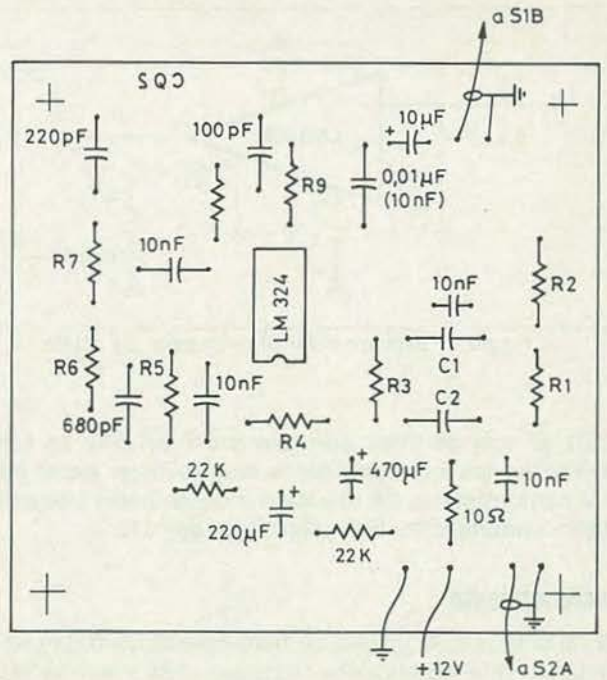 a S1B
SQC
220pF
100pF
+
10µF
R9
0,01µF
(10nF)
R7
10nF
LM 324
10nF
R2
R6
R5
10nF
R3
C1
R1
680pF
C2
R4
22K
+
470µF
10nF
10Ω
+
220µF
22K
+12V
a S2A